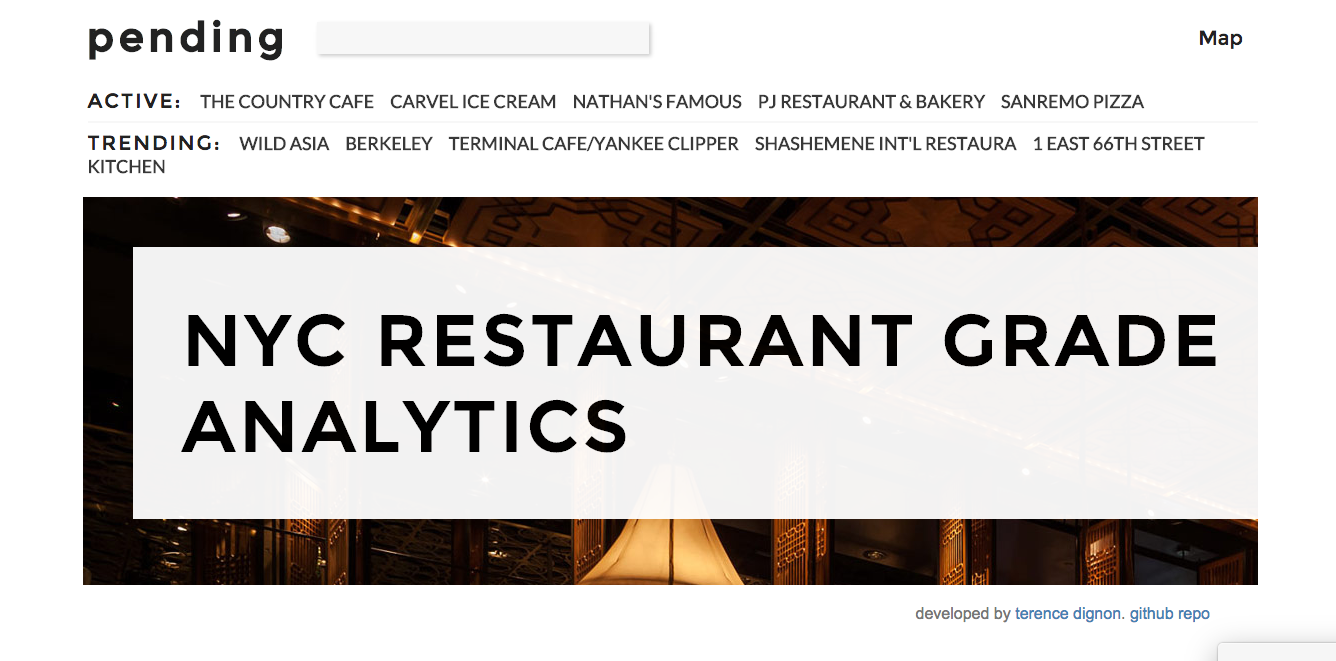 pending
Map
ACTIVE: THE COUNTRY CAFE CARVEL ICE CREAM NATHAN'S FAMOUS PJ RESTAURANT & BAKERY SANREMO PIZZA
TRENDING: WILD ASIA BERKELEY TERMINAL CAFE/YANKEE CLIPPER SHASHEMENE INT'L RESTAURA 1 EAST 66TH STREET
KITCHEN
NYC RESTAURANT GRADE
ANALYTICS
developed by terence dignon. github repo